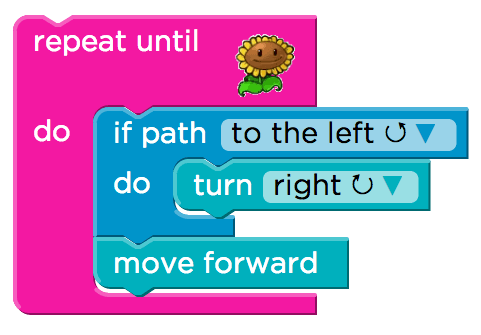 repeat until
do if path to the left ↺ ▼
do turn right ↻ ▼
move forward